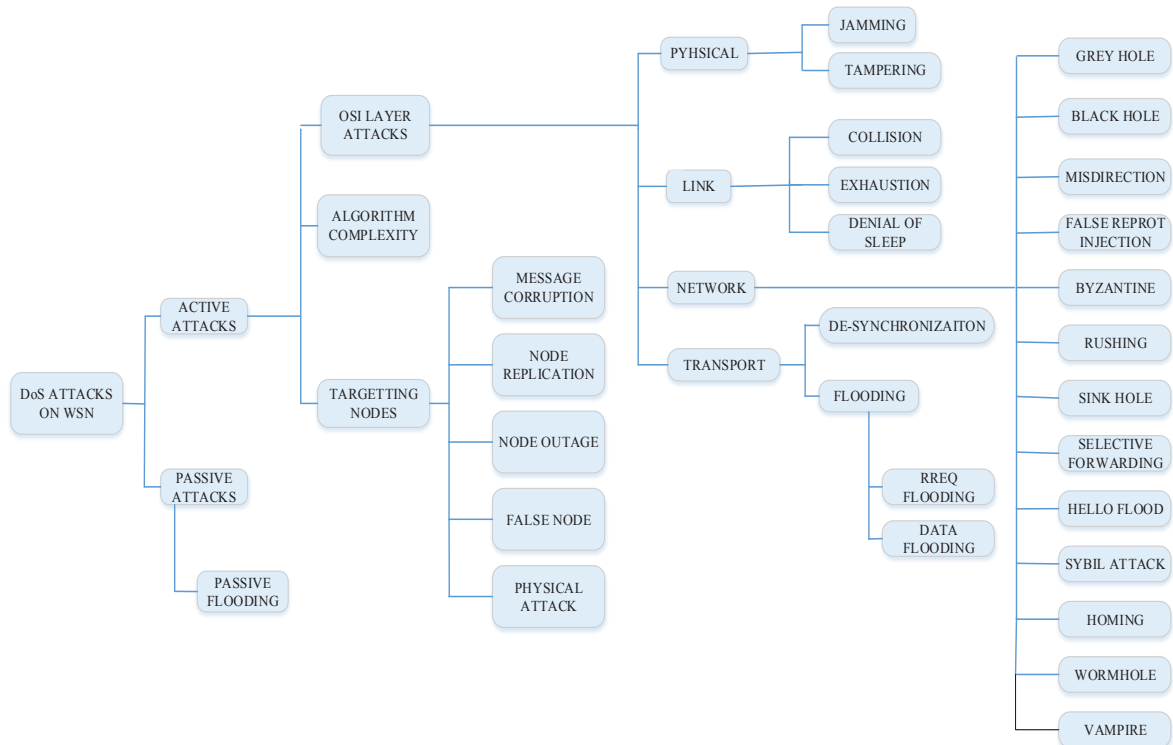 DoS ATTACKS
ON WSN
ACTIVE
ATTACKS
PASSIVE
ATTACKS
PASSIVE
FLOODING
OSI LAYER
ATTACKS
ALGORITHM
COMPLEXITY
TARGETTING
NODES
MESSAGE
CORRUPTION
NODE
REPLICATION
NODE OUTAGE
FALSE NODE
PHYSICAL
ATTACK
PYHSICAL
JAMMING
TAMPERING
LINK
COLLISION
EXHAUSTION
DENIAL OF
SLEEP
NETWORK
TRANSPORT
DE-SYNCHRONIZAITON
FLOODING
RREQ
FLOODING
DATA
FLOODING
GREY HOLE
BLACK HOLE
MISDIRECTION
FALSE REPROT
INJECTION
BYZANTINE
RUSHING
SINK HOLE
SELECTIVE
FORWARDING
HELLO FLOOD
SYBIL ATTACK
HOMING
WORMHOLE
VAMPIRE